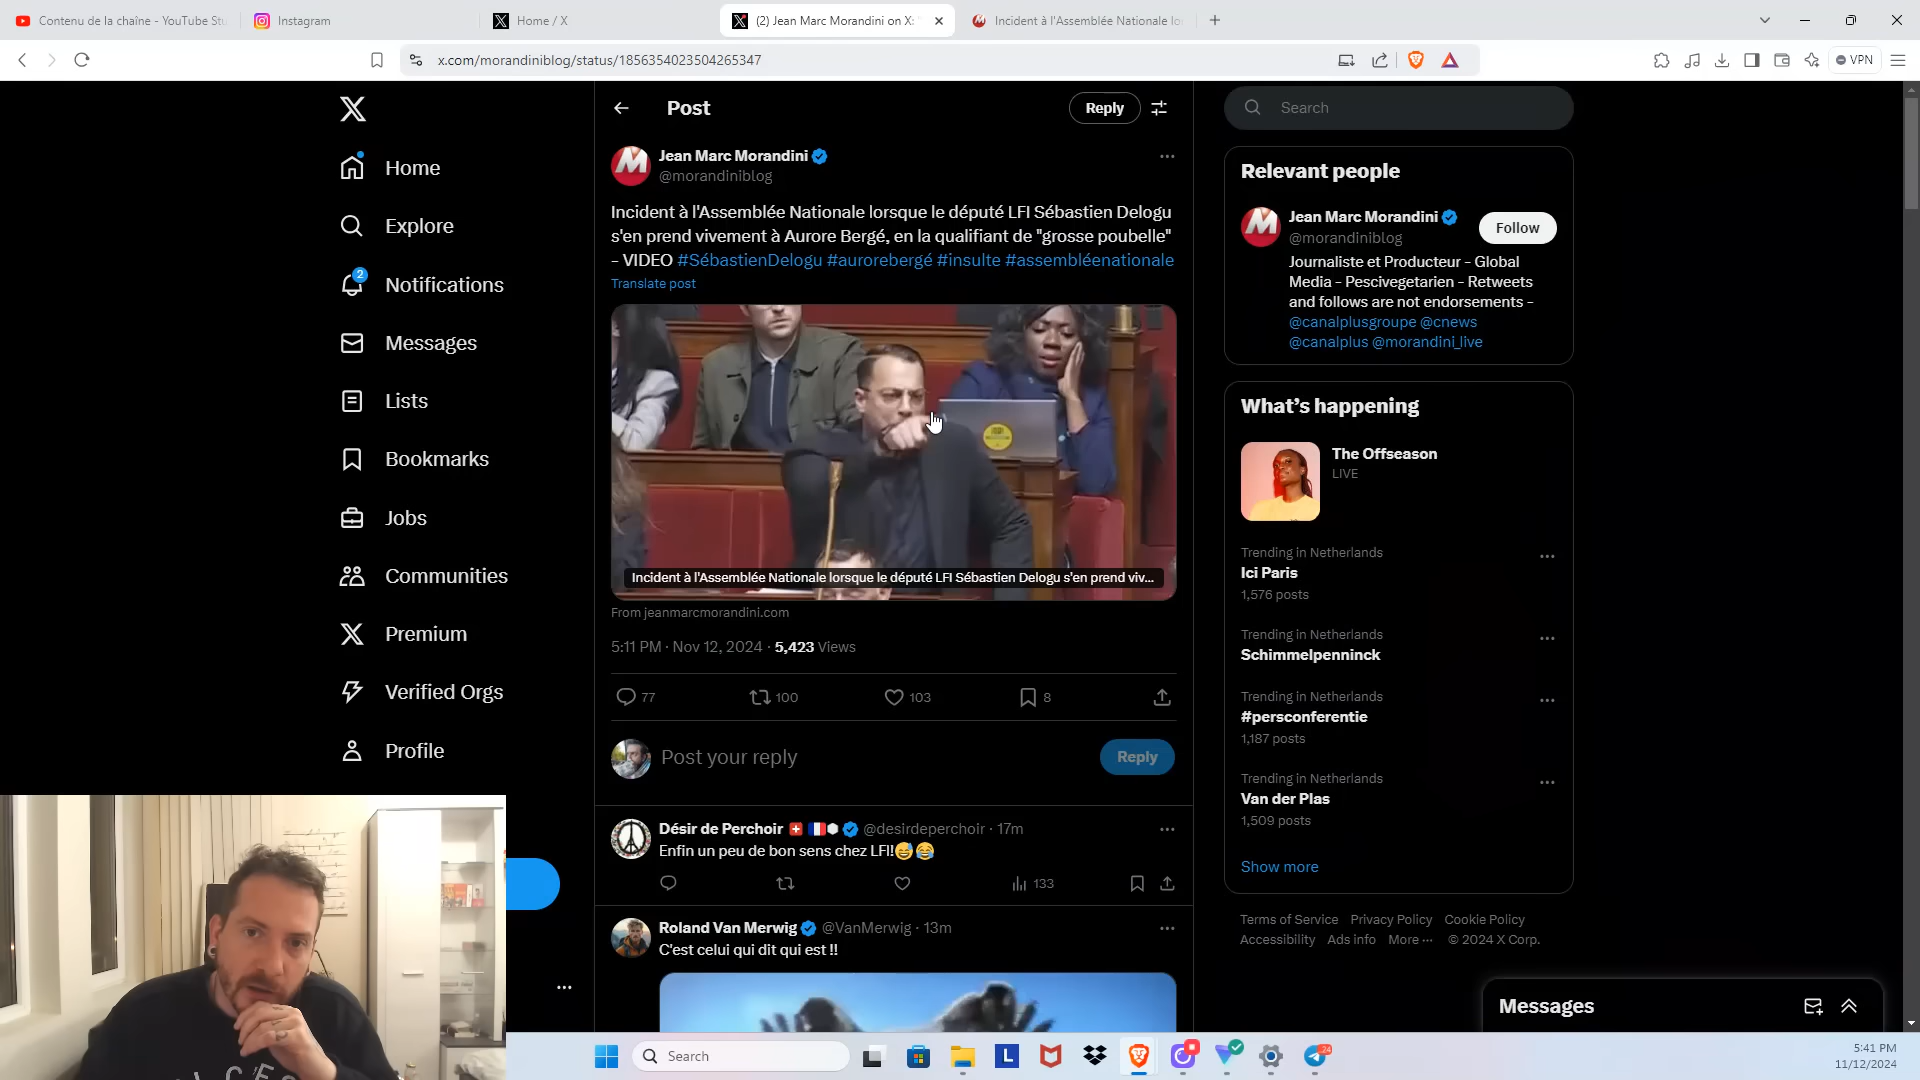 Contenu de la chaîne - YouTube Stu
Instagram
Home / X
(2) Jean Marc Morandini on X: "
Incident à l'Assemblée Nationale lo
x.com/morandiniblog/status/1856354023504265347
VPN
Home
Explore
2
Notifications
Messages
Lists
Bookmarks
Jobs
Communities
Premium
Verified Orgs
Profile
Post
Reply
Jean Marc Morandini
@morandiniblog
Incident à l'Assemblée Nationale lorsque le député LFI Sébastien Delogu
s'en prend vivement à Aurore Bergé, en la qualifiant de "grosse poubelle"
- VIDEO #SébastienDelogu #aurorebergé #insulte #assembléenationale
Translate post
Incident à l'Assemblée Nationale lorsque le député LFI Sébastien Delogu s'en prend viv...
From jeanmarcmorandini.com
5:11 PM · Nov 12, 2024 · 5,423 Views
77
100
103
8
Post your reply
Reply
Désir de Perchoir 🇨🇭 🇫🇷 @desirdeperchoir · 17m
Enfin un peu de bon sens chez LFI!😅😂
133
Roland Van Merwig @VanMerwig · 13m
C'est celui qui dit qui est !!
Search
Relevant people
Jean Marc Morandini
@morandiniblog
Follow
Journaliste et Producteur - Global
Media - Pescivegetarien - Retweets
and follows are not endorsements -
@canalplusgroupe @cnews
@canalplus @morandini_live
What's happening
The Offseason
LIVE
Trending in Netherlands
Ici Paris
1,576 posts
Trending in Netherlands
Schimmelpenninck
Trending in Netherlands
#persconferentie
1,187 posts
Trending in Netherlands
Van der Plas
1,509 posts
Show more
Terms of Service Privacy Policy Cookie Policy
Accessibility Ads info More ··· © 2024 X Corp.
Messages
Search
L
24
5:41 PM
11/12/2024